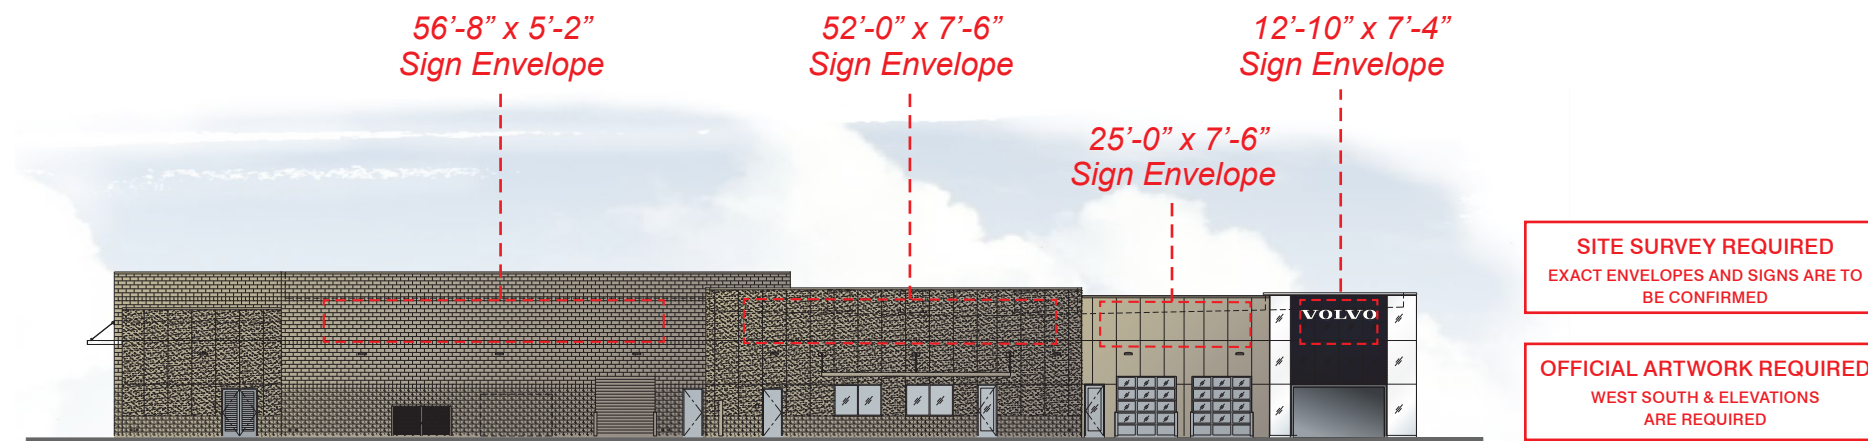 56’-8” x 5’-2”
Sign Envelope
52’-0” x 7’-6”
Sign Envelope
12’-10” x 7’-4”
Sign Envelope
25’-0” x 7’-6”
Sign Envelope
VOLVO
SITE SURVEY REQUIRED
EXACT ENVELOPES AND SIGNS ARE TO
BE CONFIRMED
OFFICIAL ARTWORK REQUIRED
WEST SOUTH & ELEVATIONS
ARE REQUIRED